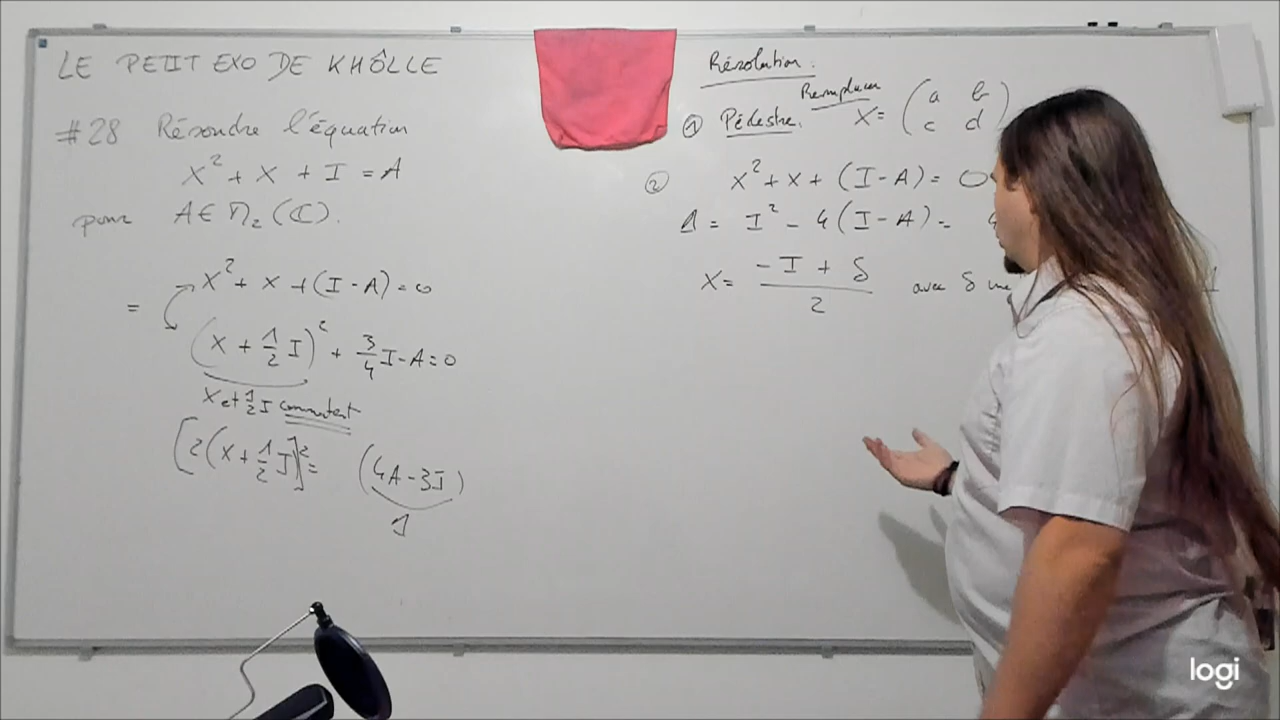 LE PETIT EXO DE KHÔLLE
#28 Résoudre l'équation
X² + X + I = A
pour A ∈ M₂(ℂ).
X² + X + (I - A) = 0
=
(X + 1/2 I)² + 3/4 I - A = 0
X et 1/2 I commutent
[2(X + 1/2 I)]² = (4A - 3I)
Δ
Résolution :
① Pédestre. Remplacer X = (a b
c d)
② X² + X + (I - A) = 0
Δ = I² - 4(I - A) =
X = (-I + δ)/2 avec δ
logi